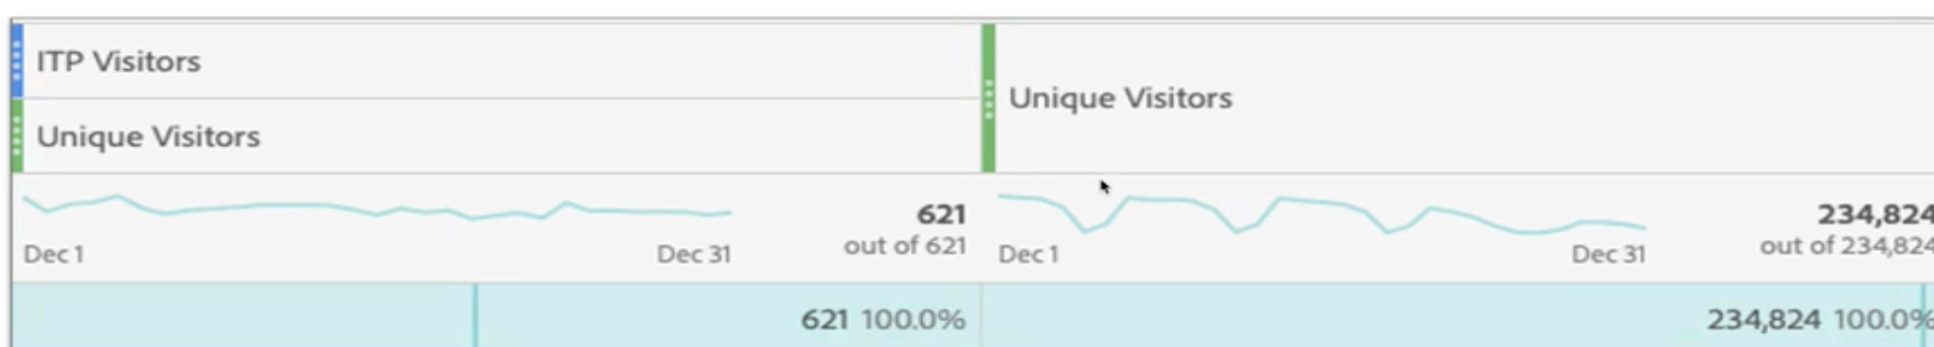 ITP Visitors
Unique Visitors
Unique Visitors
621
out of 621
Dec 1
Dec 31
234,824
out of 234,824
Dec 1
Dec 31
621 100.0%
234,824 100.0%